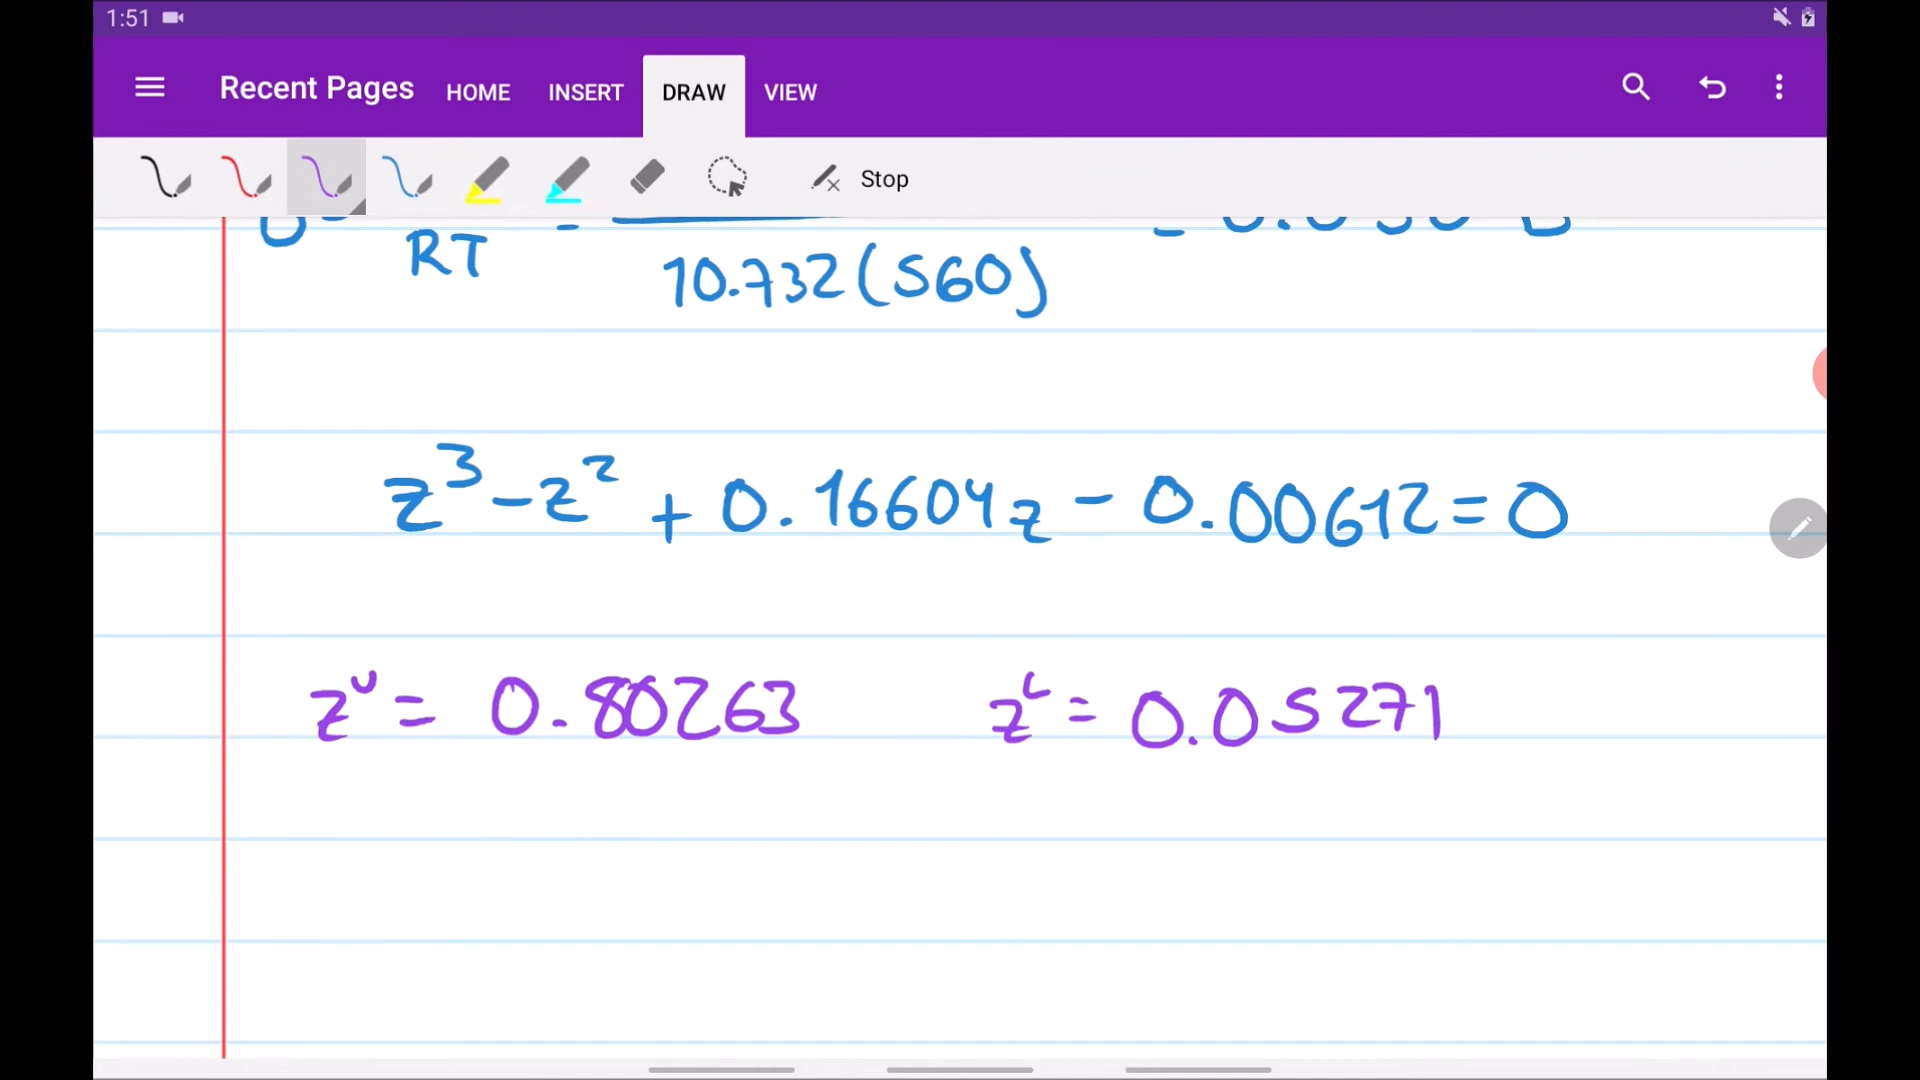 1:51
Recent Pages HOME INSERT DRAW VIEW
Stop
RT = 10.732(560)
z³ - z² + 0.16604z - 0.00612 = 0
zᵛ = 0.80263 zᴸ = 0.05271